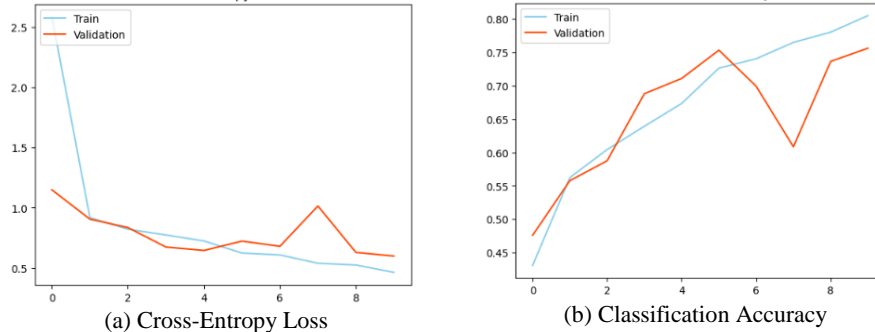 Train
Validation
2.5
2.0
1.5
1.0
0.5
0 2 4 6 8
(a) Cross-Entropy Loss
Train
Validation
0.80
0.75
0.70
0.65
0.60
0.55
0.50
0.45
0 2 4 6 8
(b) Classification Accuracy